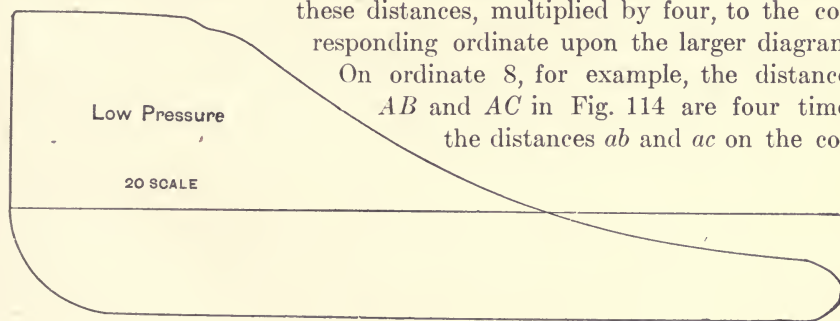 these distances, multiplied by four, to the co
responding ordinate upon the larger diagram
On ordinate 8, for example, the distance
AB and AC in Fig. 114 are four time
the distances ab and ac on the co
Low Pressure
20 SCALE